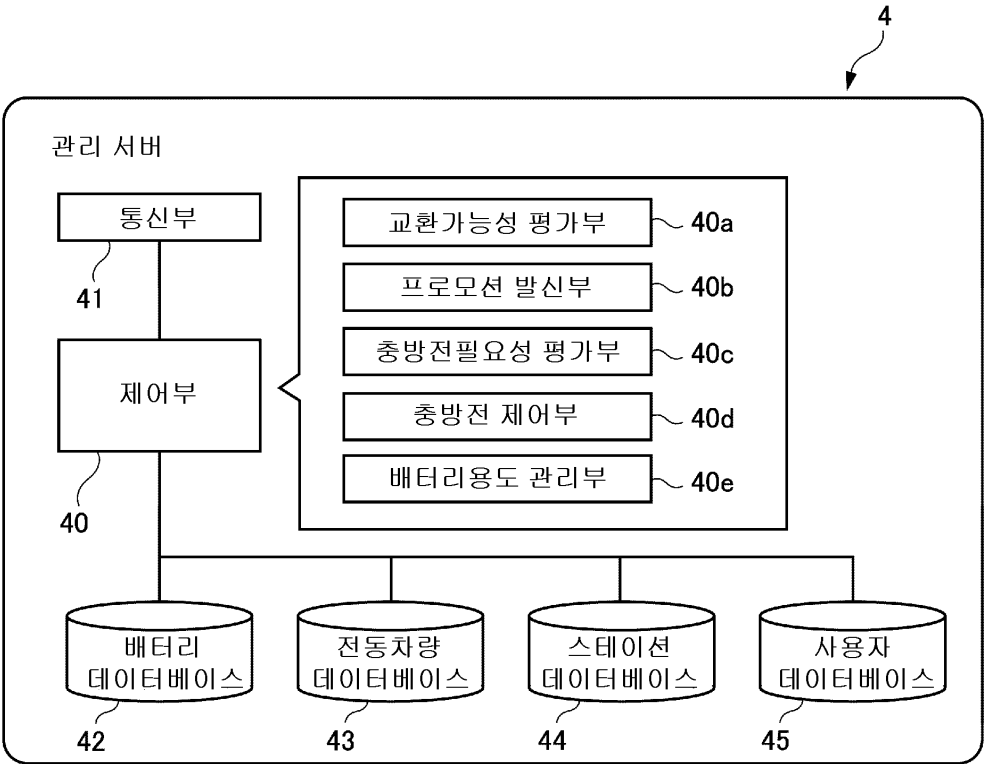 4
관리 서버
통신부
41
제어부
40
교환가능성 평가부
40a
프로모션 발신부
40b
충방전필요성 평가부
40c
충방전 제어부
40d
배터리용도 관리부
40e
배터리
데이터베이스
42
전동차량
데이터베이스
43
스테이션
데이터베이스
44
사용자
데이터베이스
45